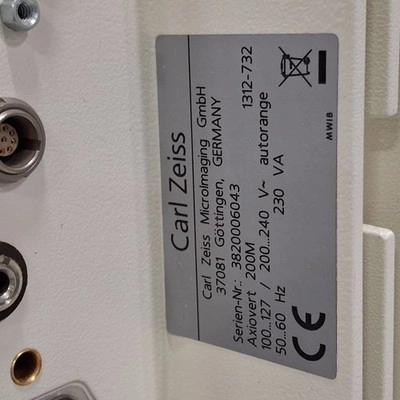 Carl Zeiss
Carl Zeiss MicroImaging GmbH
37081 Göttingen, GERMANY
Serien-Nr.: 3820006043 1312-732
Axiovert 200M
100...127 / 200...240 V~ autorange
50...60 Hz 230 VA
CE
MWIB